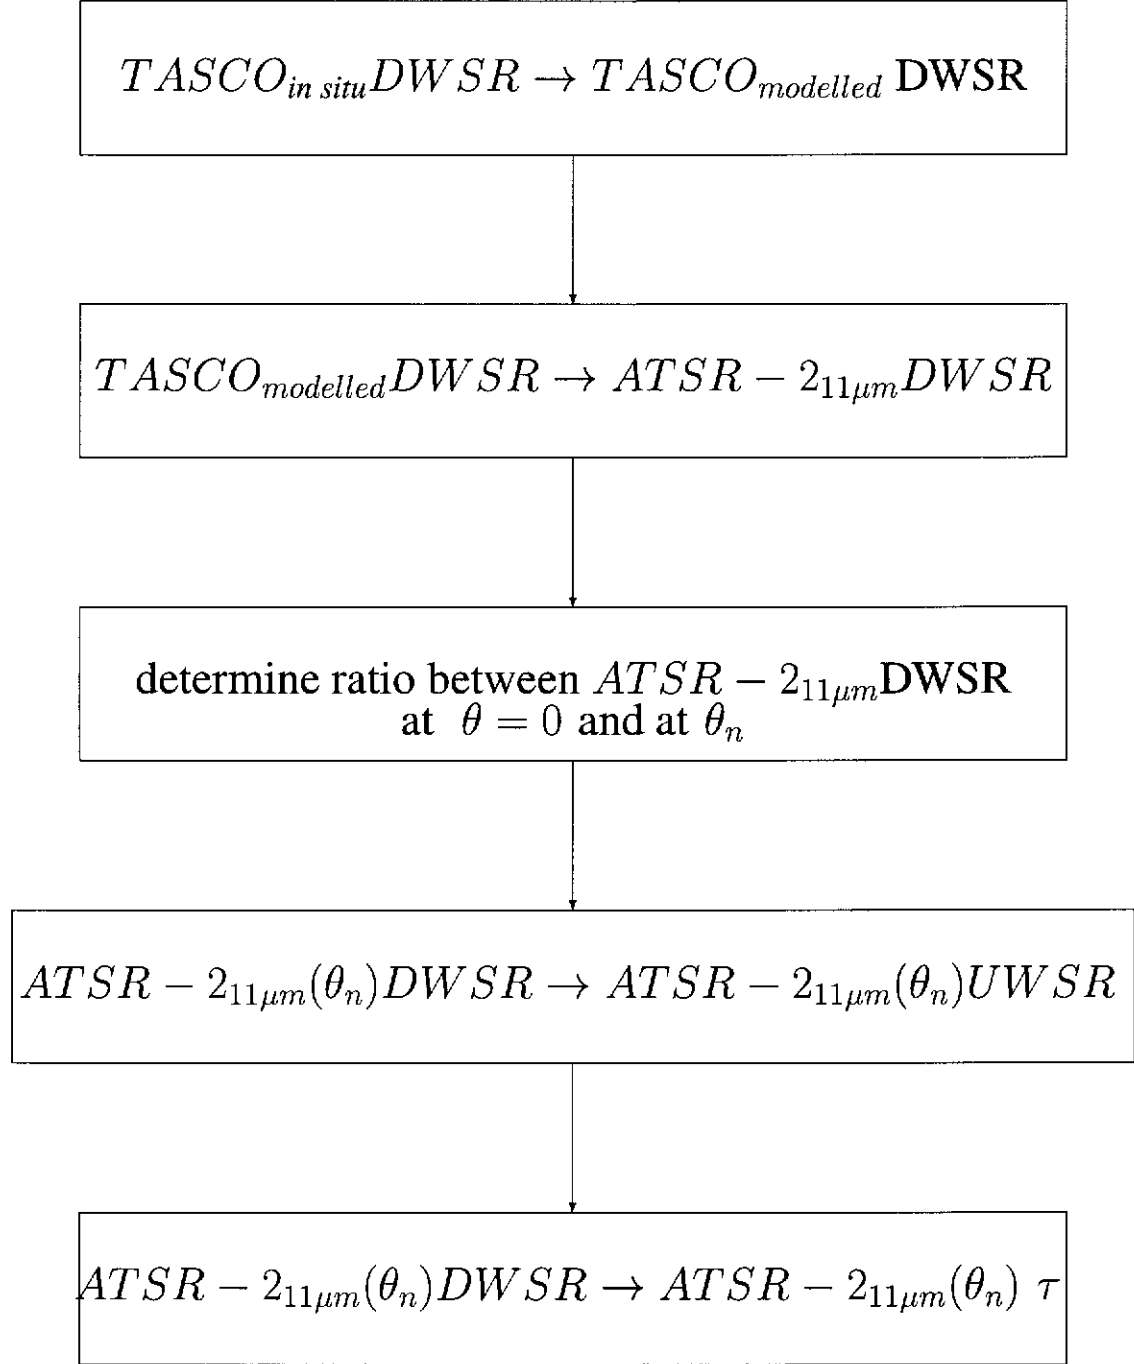 TASCO_{in situ}DWSR → TASCO_{modelled} DWSR
TASCO_{modelled}DWSR → ATSR − 2_{11μm}DWSR
determine ratio between ATSR − 2_{11μm}DWSR
at θ = 0 and at θ_n
ATSR − 2_{11μm}(θ_n)DWSR → ATSR − 2_{11μm}(θ_n)UWSR
ATSR − 2_{11μm}(θ_n)DWSR → ATSR − 2_{11μm}(θ_n) τ